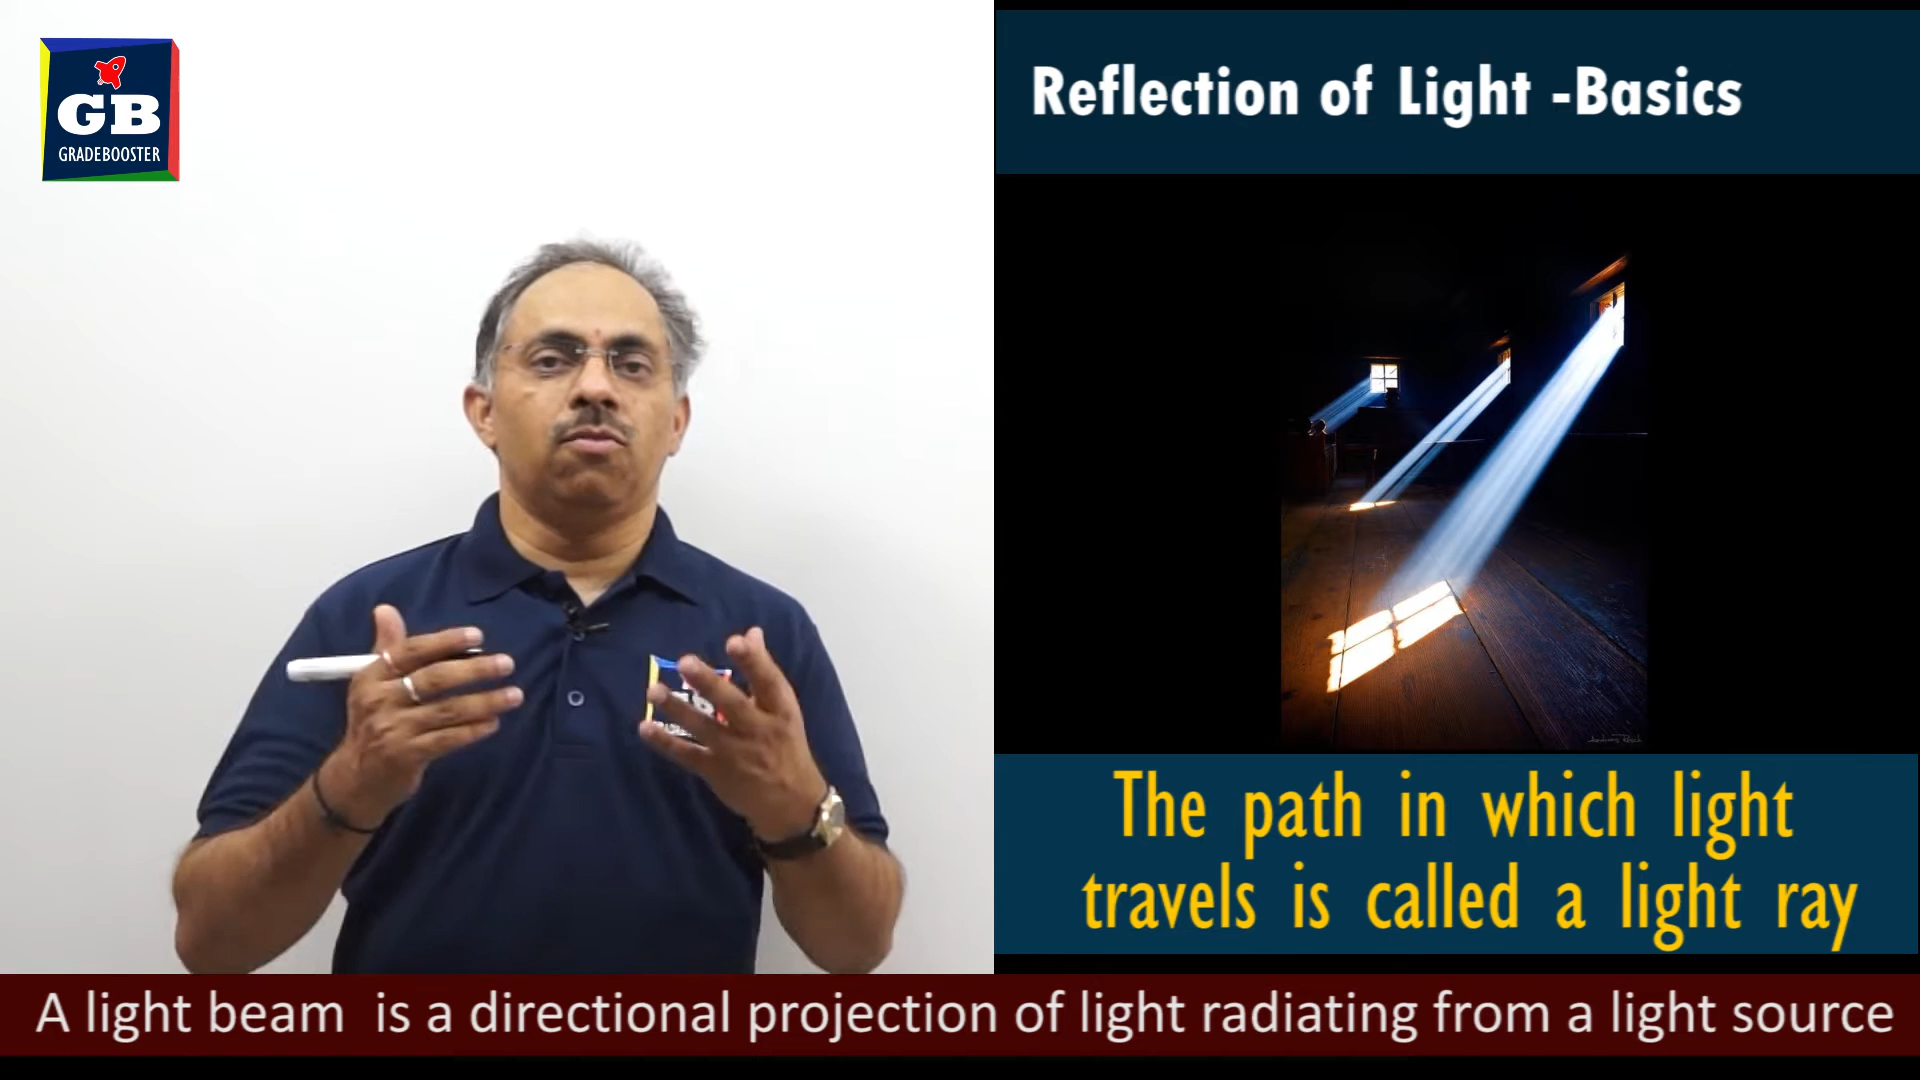 GB
GRADEBOOSTER
Reflection of Light -Basics
The path in which light
travels is called a light ray
A light beam is a directional projection of light radiating from a light source